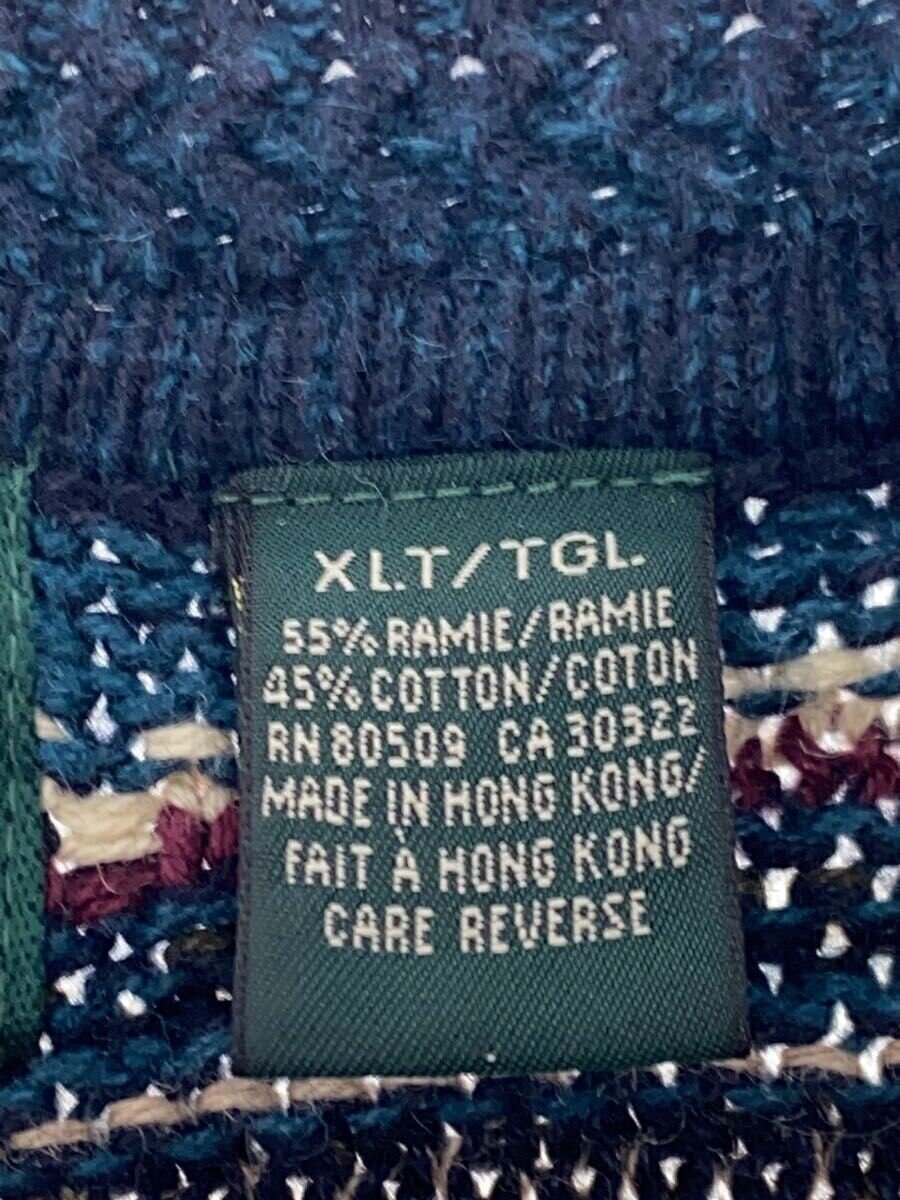 XLT/TGL
55% RAMIE/RAMIE
45% COTTON/COTON
RN 80509 CA 30322
MADE IN HONG KONG/
FAIT À HONG KONG
CARE REVERSE